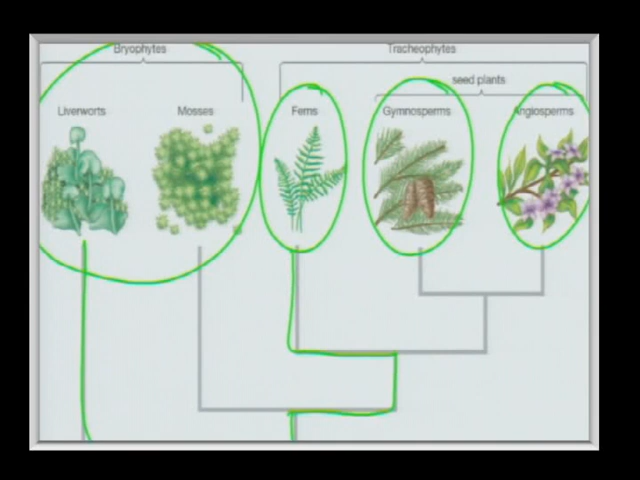 Bryophytes
Tracheophytes
seed plants
Liverworts
Mosses
Ferns
Gymnosperms
Angiosperms